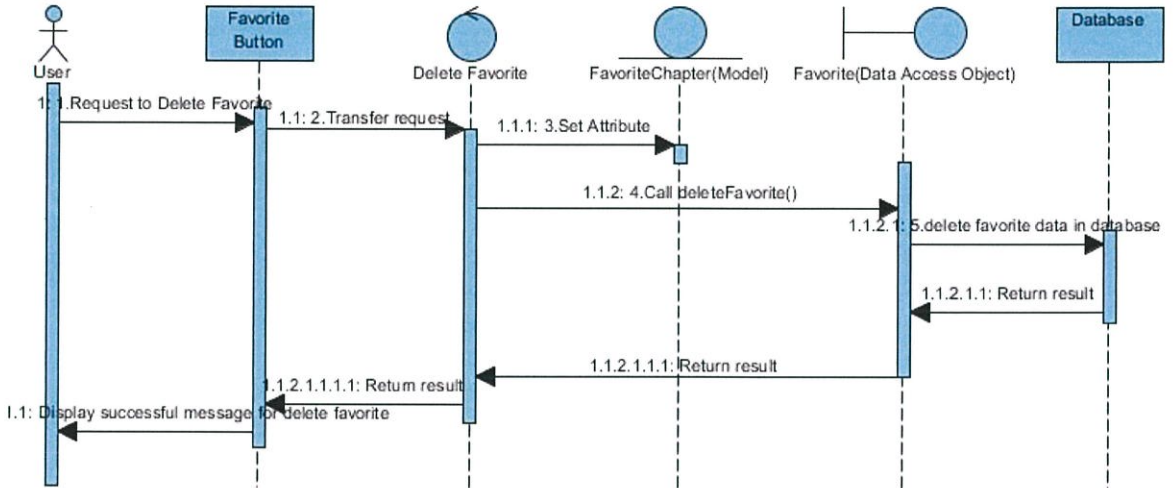 Favorite
Button
Database
User
Delete Favorite
FavoriteChapter(Model)
Favorite(Data Access Object)
1: 1.Request to Delete Favorite
1.1: 2.Transfer request
1.1.1: 3.Set Attribute
1.1.2: 4.Call deleteFavorite()
1.1.2.1: 5.delete favorite data in database
1.1.2.1.1: Return result
1.1.2.1.1.1: Return result
1.1.2.1.1.1.1: Return result
I.1: Display successful message for delete favorite